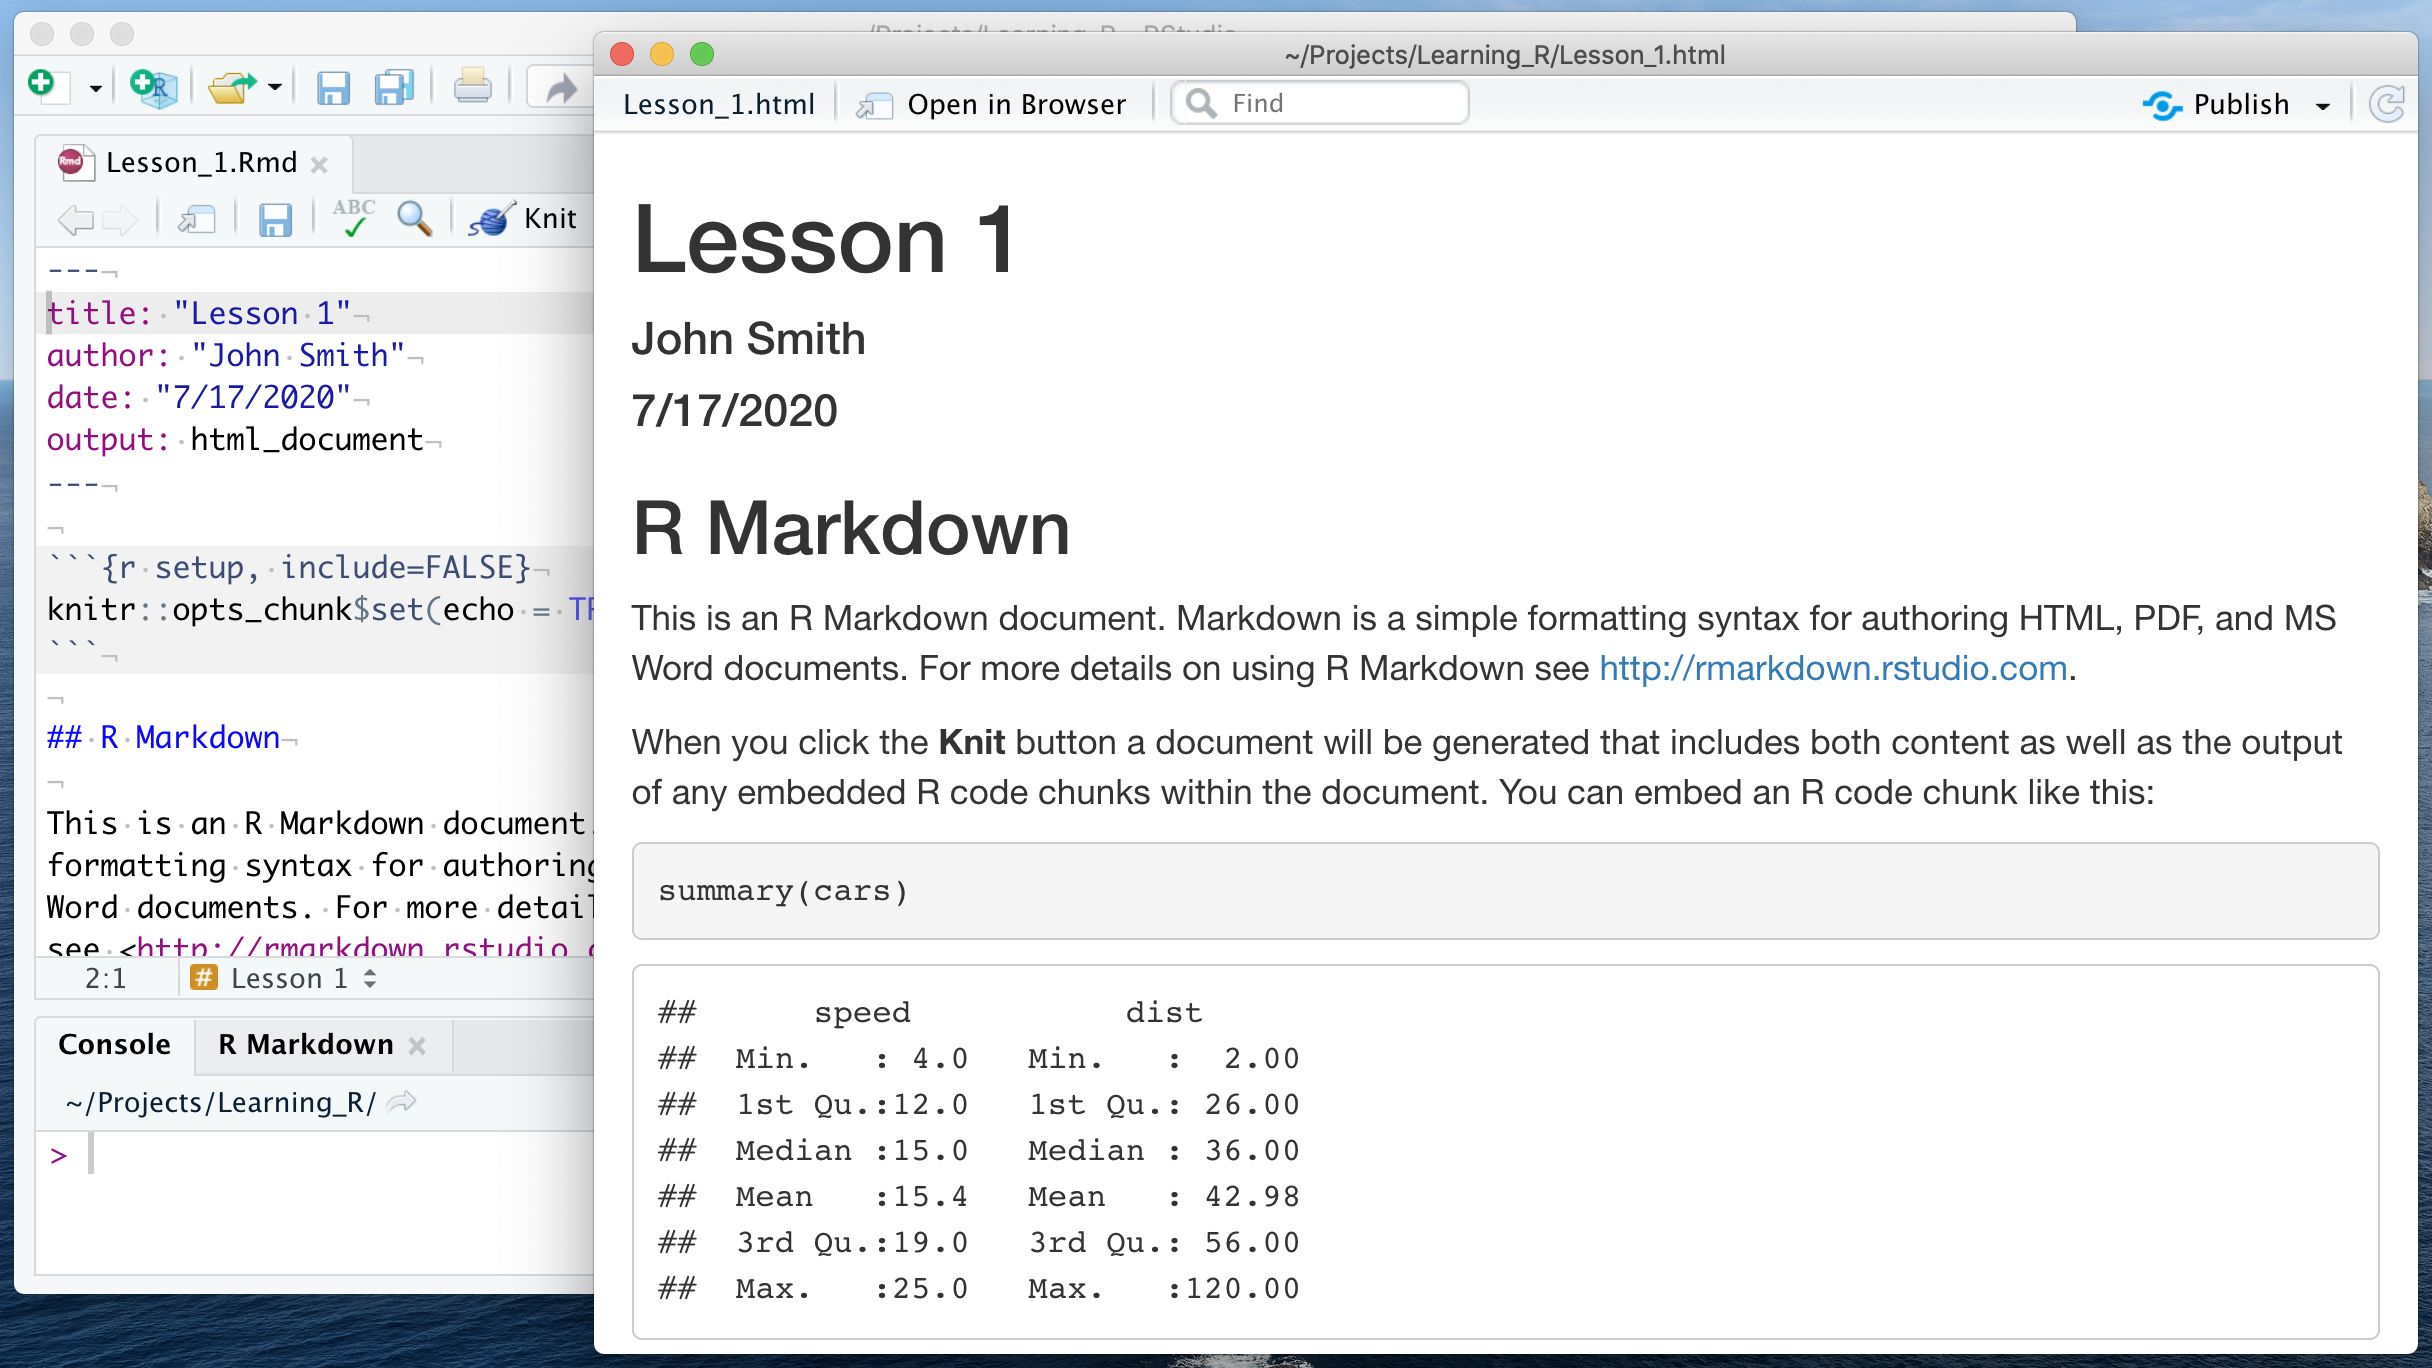 ~/Projects/Learning_R - RStudio
Lesson_1.Rmd
ABC
Knit
---
title: "Lesson 1"
author: "John Smith"
date: "7/17/2020"
output: html_document
---
```{r setup, include=FALSE}
knitr::opts_chunk$set(echo = TR
```
## R Markdown
This is an R Markdown document.
formatting syntax for authoring
Word documents. For more detail
see <http://rmarkdown.rstudio.c
2:1
# Lesson 1
Console
R Markdown
~/Projects/Learning_R/
>
~/Projects/Learning_R/Lesson_1.html
Lesson_1.html
Open in Browser
Find
Publish
Lesson 1
John Smith
7/17/2020
R Markdown
This is an R Markdown document. Markdown is a simple formatting syntax for authoring HTML, PDF, and MS
Word documents. For more details on using R Markdown see http://rmarkdown.rstudio.com.
When you click the Knit button a document will be generated that includes both content as well as the output
of any embedded R code chunks within the document. You can embed an R code chunk like this:
summary(cars)
##      speed           dist
##  Min.   : 4.0   Min.   :  2.00
##  1st Qu.:12.0   1st Qu.: 26.00
##  Median :15.0   Median : 36.00
##  Mean   :15.4   Mean   : 42.98
##  3rd Qu.:19.0   3rd Qu.: 56.00
##  Max.   :25.0   Max.   :120.00